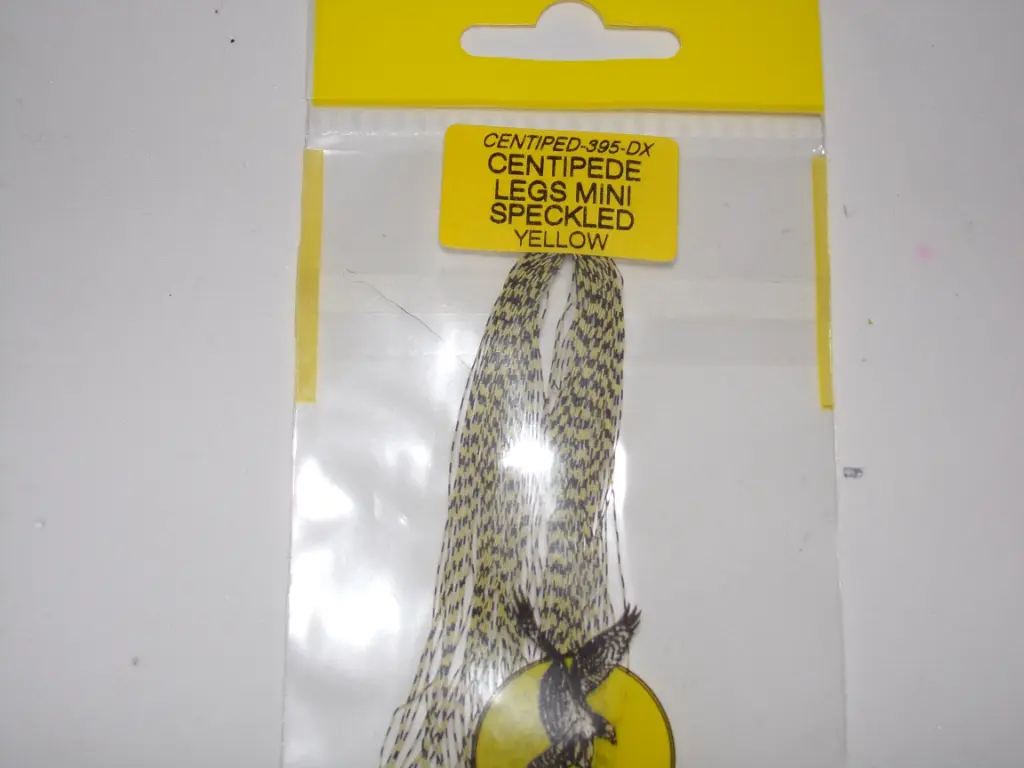 CENTIPED-395-DX
CENTIPEDE
LEGS MINI
SPECKLED
YELLOW